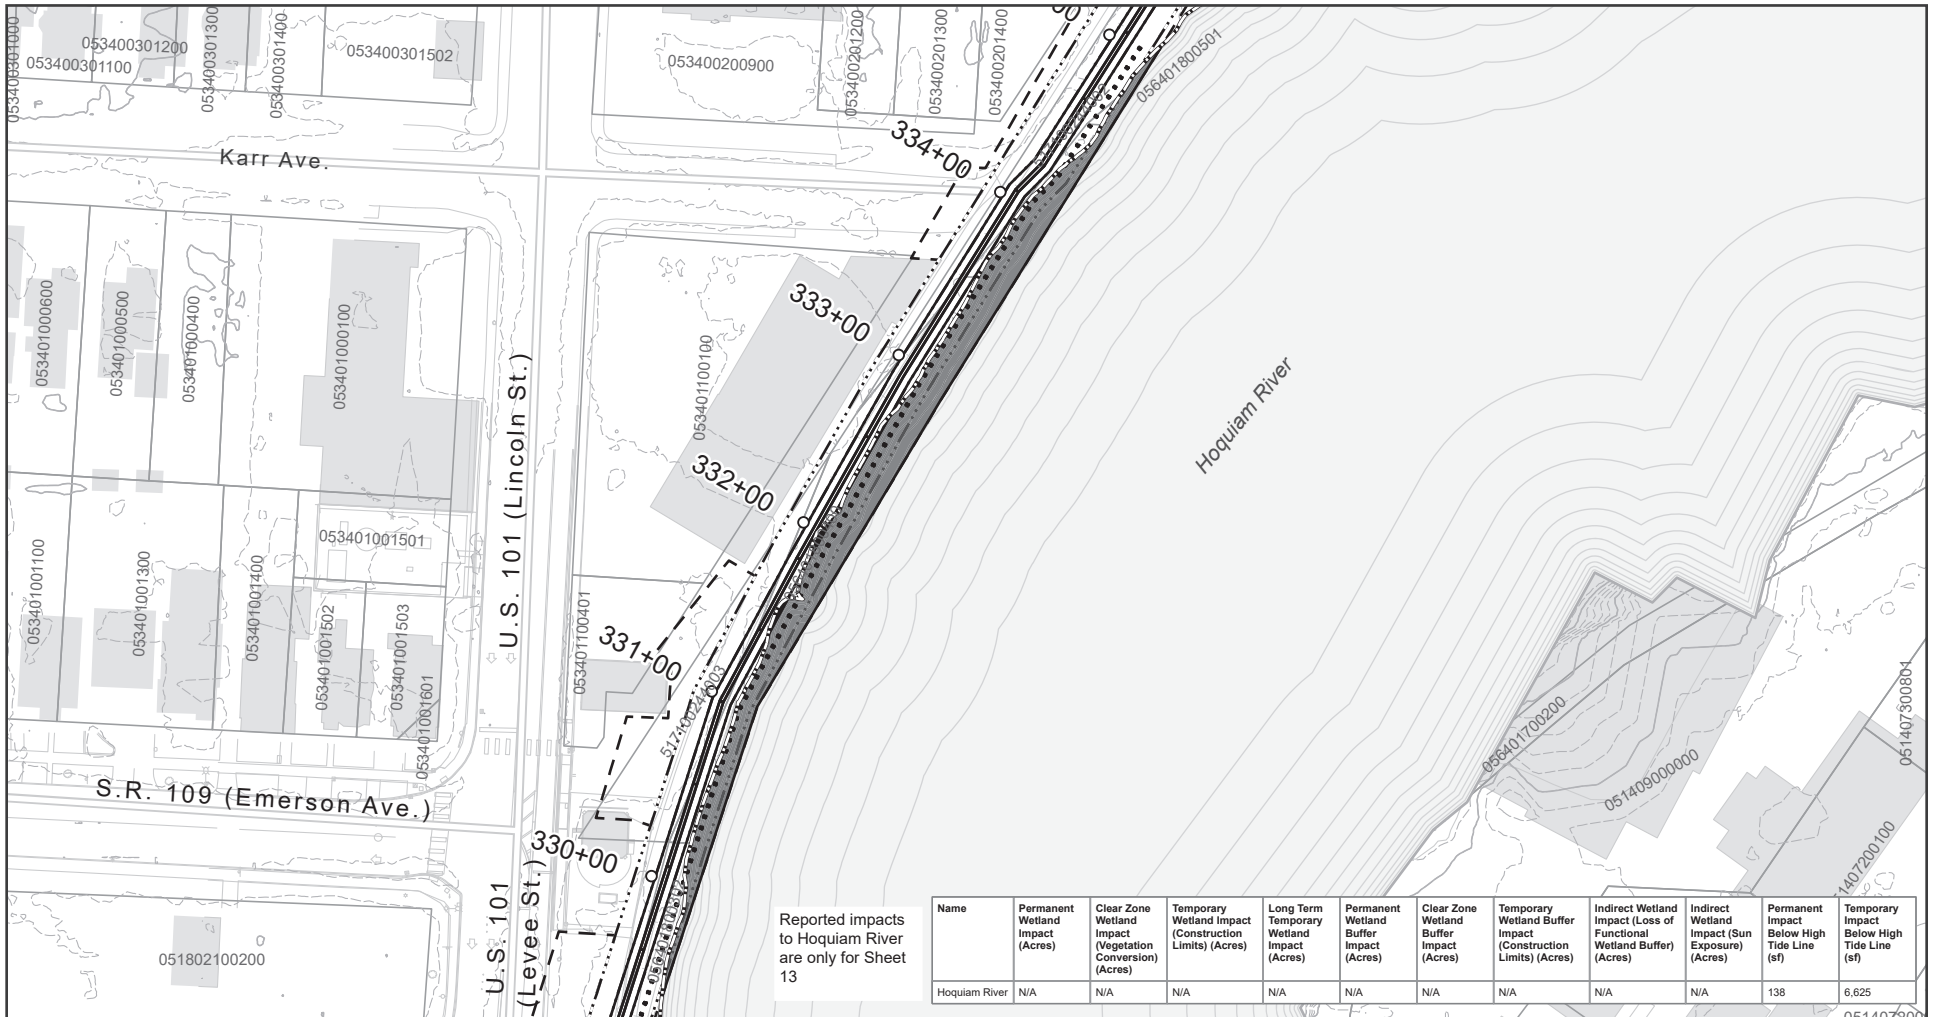 053400301000
053400301200
053400301100
053400301300
053400301400
053400301502
053400200900
053400201200
053400201300
053400201400
056401800501
334+00
Karr Ave.
053401000600
053401000500
053401000400
053401000100
053401100100
333+00
332+00
Hoquiam River
U.S. 101 (Lincoln St.)
053401001100
053401001300
053401001400
053401001501
053401001502
053401001503
053401001601
053401100401
331+00
517100244003
S.R. 109 (Emerson Ave.)
330+00
U.S. 101
(Levee St.)
051802100200
056401700200
051409000000
051407300801
Reported impacts
to Hoquiam River
are only for Sheet
13
Name
Permanent
Wetland
Impact
(Acres)
Clear Zone
Wetland
Impact
(Vegetation
Conversion)
(Acres)
Temporary
Wetland Impact
(Construction
Limits) (Acres)
Long Term
Temporary
Wetland
Impact
(Acres)
Permanent
Wetland
Buffer
Impact
(Acres)
Clear Zone
Wetland
Buffer
Impact
(Acres)
Temporary
Wetland Buffer
Impact
(Construction
Limits) (Acres)
Indirect Wetland
Impact (Loss of
Functional
Wetland Buffer)
(Acres)
Indirect
Wetland
Impact (Sun
Exposure)
(Acres)
Permanent
Impact
Below High
Tide Line
(sf)
Temporary
Impact
Below High
Tide Line
(sf)
Hoquiam River N/A N/A N/A N/A N/A N/A N/A N/A N/A 138 6,625